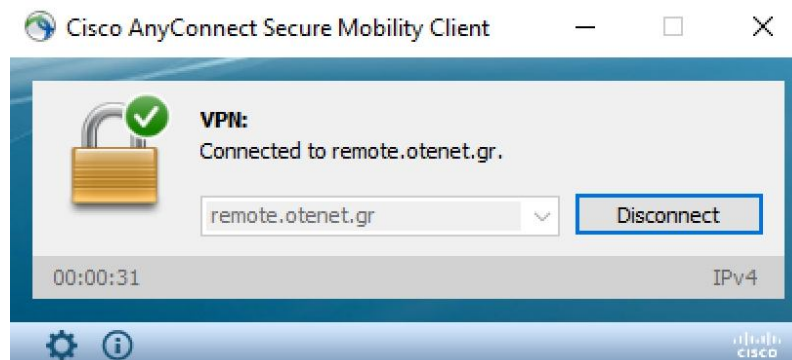 Cisco AnyConnect Secure Mobility Client
VPN:
Connected to remote.otenet.gr.
remote.otenet.gr
Disconnect
00:00:31
IPv4
CISCO